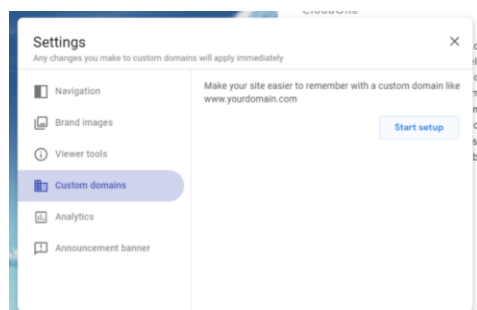 CloudOne
Settings
Any changes you make to custom domains will apply immediately
Navigation
Brand images
Viewer tools
Custom domains
Analytics
Announcement banner
Make your site easier to remember with a custom domain like
www.yourdomain.com
Start setup